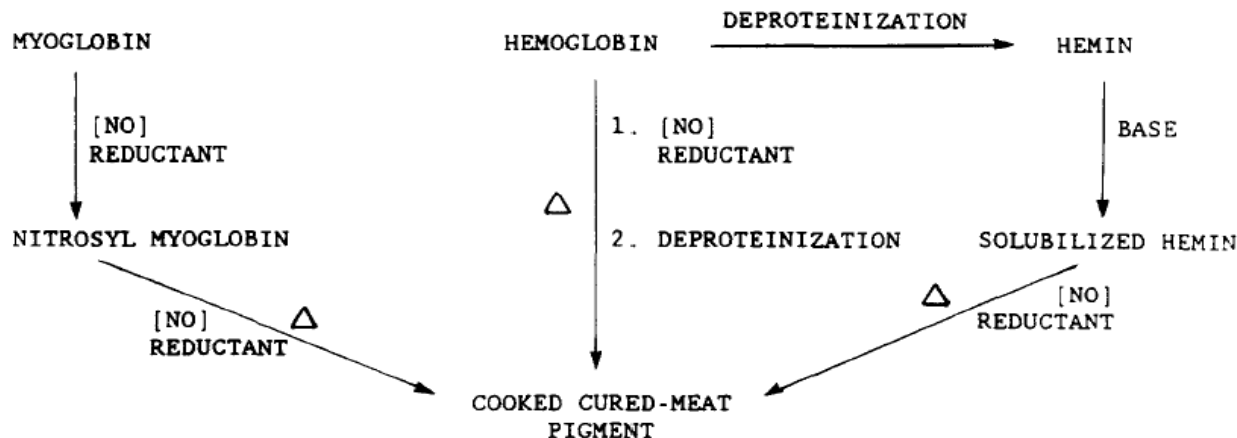 DEPROTEINIZATION
MYOGLOBIN
HEMOGLOBIN
HEMIN
[NO]
REDUCTANT
1. [NO]
REDUCTANT
BASE
△
NITROSYL MYOGLOBIN
2. DEPROTEINIZATION
SOLUBILIZED HEMIN
[NO]
REDUCTANT
△
△
[NO]
REDUCTANT
COOKED CURED-MEAT
PIGMENT